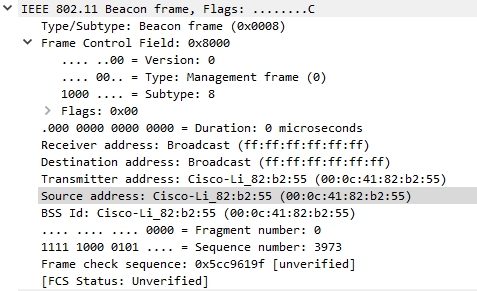 IEEE 802.11 Beacon frame, Flags: ........C
Type/Subtype: Beacon frame (0x0008)
Frame Control Field: 0x8000
.... ..00 = Version: 0
.... 00.. = Type: Management frame (0)
1000 .... = Subtype: 8
Flags: 0x00
.000 0000 0000 0000 = Duration: 0 microseconds
Receiver address: Broadcast (ff:ff:ff:ff:ff:ff)
Destination address: Broadcast (ff:ff:ff:ff:ff:ff)
Transmitter address: Cisco-Li_82:b2:55 (00:0c:41:82:b2:55)
Source address: Cisco-Li_82:b2:55 (00:0c:41:82:b2:55)
BSS Id: Cisco-Li_82:b2:55 (00:0c:41:82:b2:55)
.... .... .... 0000 = Fragment number: 0
1111 1000 0101 .... = Sequence number: 3973
Frame check sequence: 0x5cc9619f [unverified]
[FCS Status: Unverified]